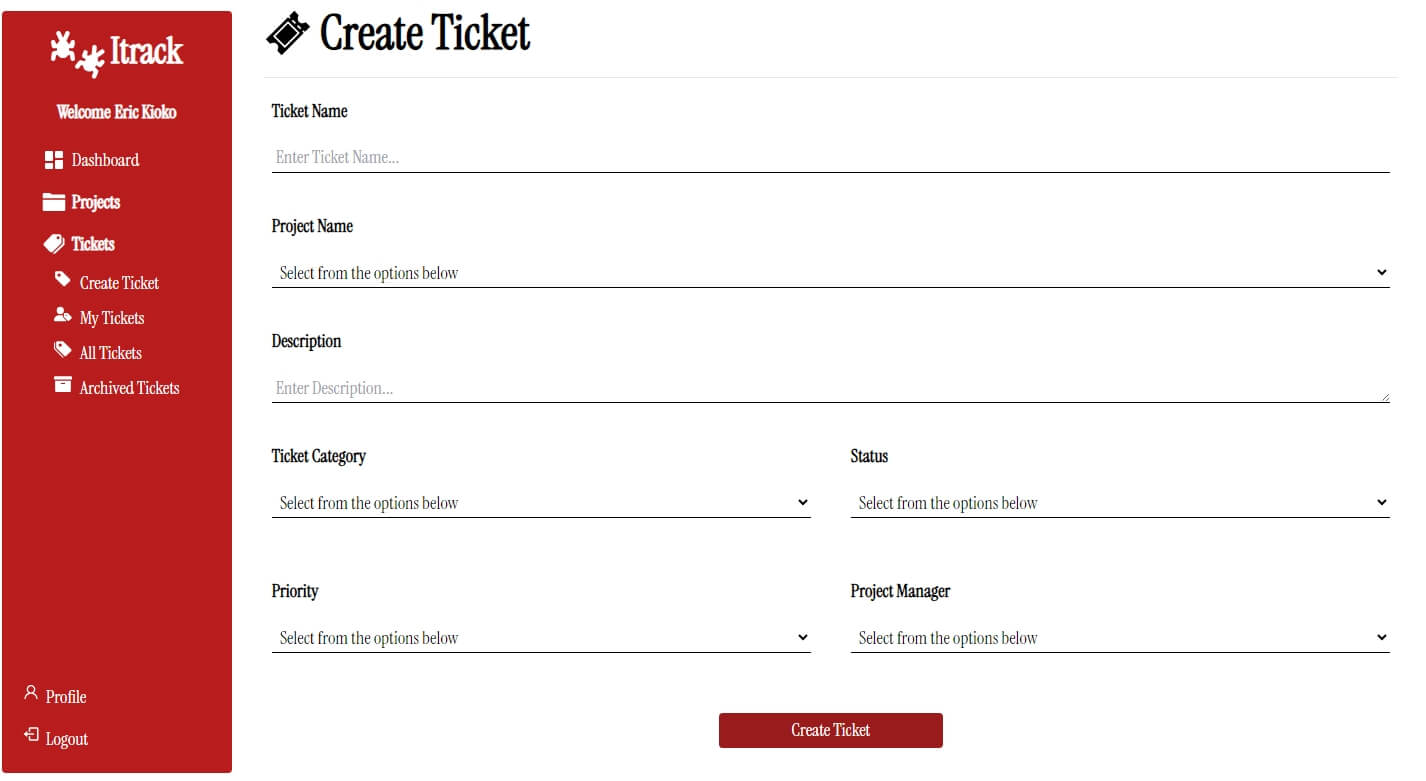 Itrack
Welcome Eric Kioko
Dashboard
Projects
Tickets
Create Ticket
My Tickets
All Tickets
Archived Tickets
Profile
Logout
Create Ticket
Ticket Name
Enter Ticket Name...
Project Name
Select from the options below
Description
Enter Description...
Ticket Category
Select from the options below
Status
Select from the options below
Priority
Select from the options below
Project Manager
Select from the options below
Create Ticket